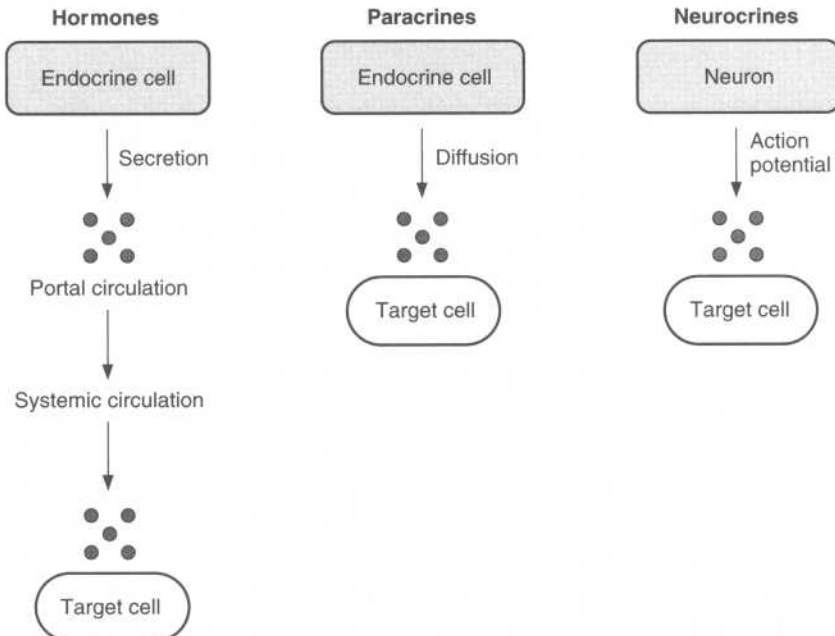 Hormones
Endocrine cell
Secretion
Portal circulation
Systemic circulation
Target cell
Paracrines
Endocrine cell
Diffusion
Target cell
Neurocrines
Neuron
Action
potential
Target cell